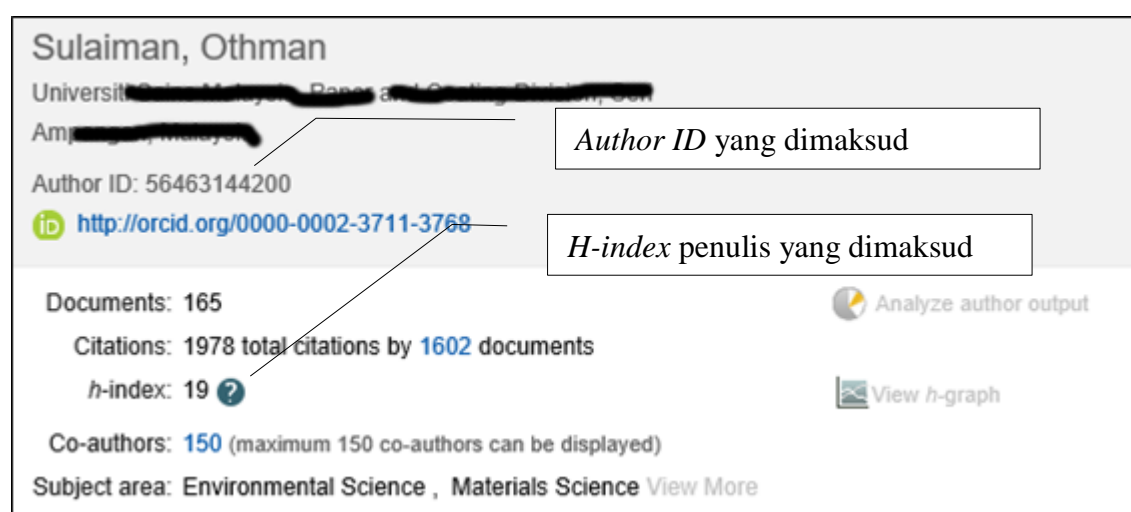 Sulaiman, Othman
Universiti
Author ID yang dimaksud
Author ID: 56463144200
iD http://orcid.org/0000-0002-3711-3768
H-index penulis yang dimaksud
Documents: 165
Analyze author output
Citations: 1978 total citations by 1602 documents
h-index: 19 ?
View h-graph
Co-authors: 150 (maximum 150 co-authors can be displayed)
Subject area: Environmental Science , Materials Science View More